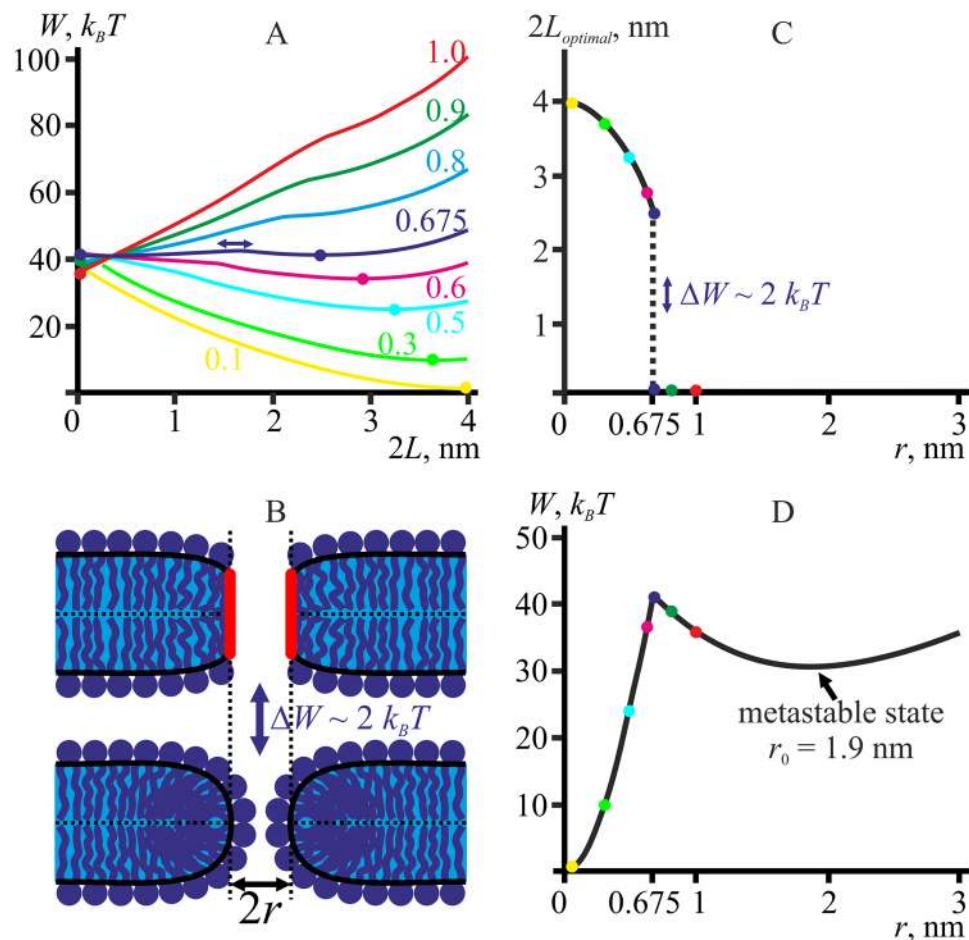 W, k_BT
A
100
80
60
40
20
1.0
0.9
0.8
0.675
0.6
0.5
0.3
0.1
0
1
2
3
4
2L, nm
2L_optimal, nm
C
4
3
2
1
ΔW ~ 2 k_BT
0
0.675
1
2
3
r, nm
B
ΔW ~ 2 k_BT
2r
W, k_BT
D
50
40
30
20
10
metastable state
r_0 = 1.9 nm
0
0.675
1
2
3
r, nm